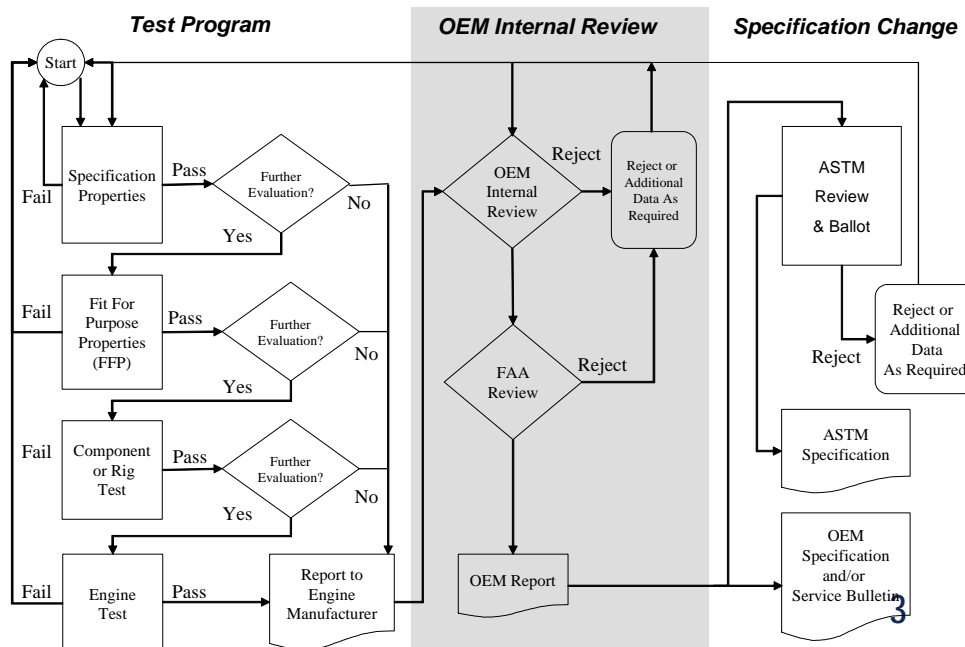 Test Program
OEM Internal Review
Specification Change
Start
Specification
Properties
Pass
Fail
Further
Evaluation?
No
Yes
Fit For
Purpose
Properties
(FFP)
Pass
Fail
Further
Evaluation?
No
Yes
Component
or Rig
Test
Pass
Fail
Further
Evaluation?
No
Yes
Engine
Test
Pass
Fail
Report to
Engine
Manufacturer
OEM
Internal
Review
Reject
Reject or
Additional
Data As
Required
FAA
Review
Reject
OEM Report
ASTM
Review
& Ballot
Reject
Reject or
Additional
Data
As Required
ASTM
Specification
OEM
Specification
and/or
Service Bulletin
3